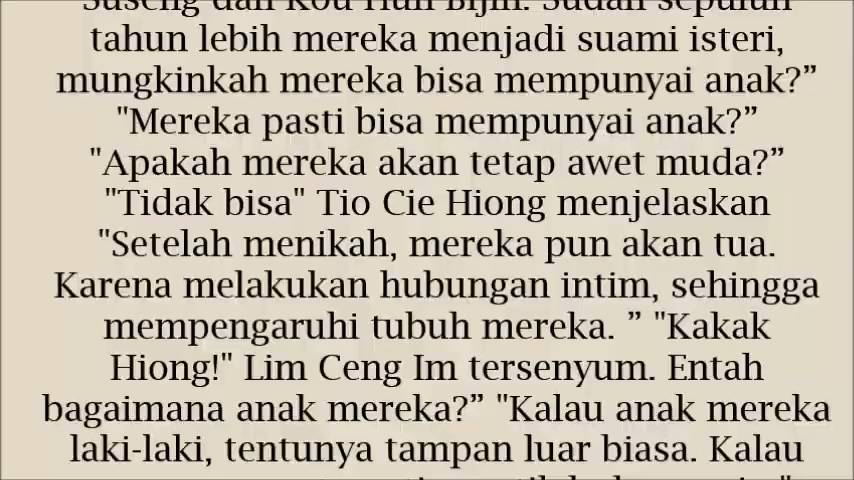 tahun lebih mereka menjadi suami isteri,
mungkinkah mereka bisa mempunyai anak?”
"Mereka pasti bisa mempunyai anak?”
"Apakah mereka akan tetap awet muda?”
"Tidak bisa" Tio Cie Hiong menjelaskan
"Setelah menikah, mereka pun akan tua.
Karena melakukan hubungan intim, sehingga
mempengaruhi tubuh mereka. ” "Kakak
Hiong!" Lim Ceng Im tersenyum. Entah
bagaimana anak mereka?” "Kalau anak mereka
laki-laki, tentunya tampan luar biasa. Kalau